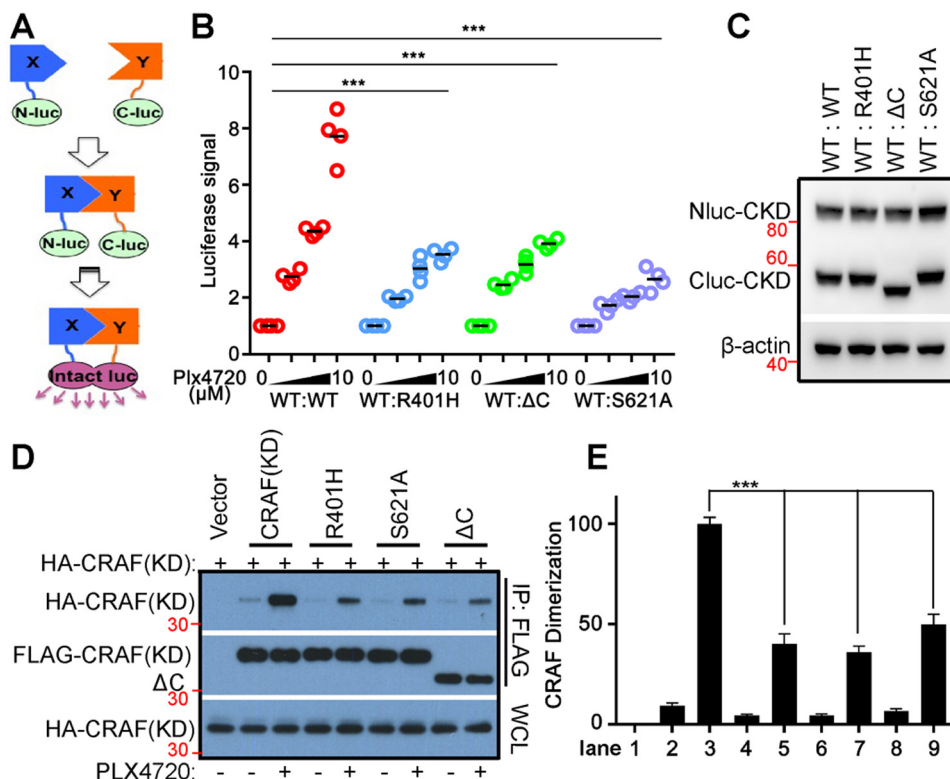 A
X
Y
N-luc
C-luc
X
Y
N-luc
C-luc
X
Y
Intact luc
B
***
***
***
Luciferase signal
10
8
6
4
2
0
Plx4720
(μM)
0 10 0 10 0 10 0 10
WT:WT WT:R401H WT:ΔC WT:S621A
C
WT : WT
WT : R401H
WT : ΔC
WT : S621A
Nluc-CKD
80
60
Cluc-CKD
β-actin
40
D
Vector
CRAF(KD)
R401H
S621A
ΔC
HA-CRAF(KD): + + + + + + + + +
HA-CRAF(KD)
30
FLAG-CRAF(KD)
ΔC
30
HA-CRAF(KD)
30
IP: FLAG
WCL
PLX4720: - - + - + - + - +
E
***
CRAF Dimerization
100
50
0
lane 1 2 3 4 5 6 7 8 9